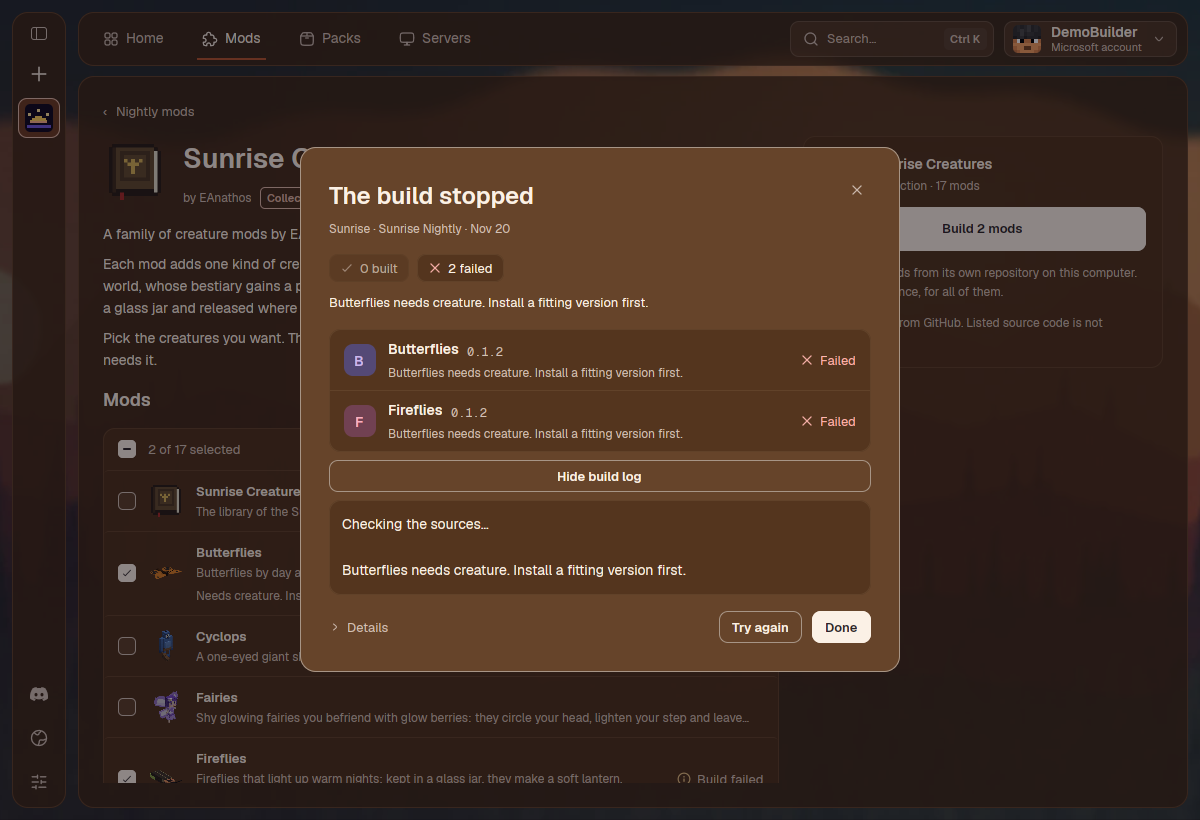 Home
Mods
Packs
Servers
Search...
Ctrl K
DemoBuilder
Microsoft account
‹ Nightly mods
Sunrise C
by EAnathos
Collec
A family of creature mods by EA
Each mod adds one kind of cre
world, whose bestiary gains a p
a glass jar and released where
Pick the creatures you want. Th
needs it.
Mods
2 of 17 selected
Sunrise Creature
The library of the S
Butterflies
Butterflies by day a
Needs creature. Ins
Cyclops
A one-eyed giant s
Fairies
Shy glowing fairies you befriend with glow berries: they circle your head, lighten your step and leave...
Fireflies
Fireflies that light up warm nights: kept in a glass jar, they make a soft lantern.
Build failed
rise Creatures
ction · 17 mods
Build 2 mods
ds from its own repository on this computer.
nce, for all of them.
rom GitHub. Listed source code is not
The build stopped
Sunrise · Sunrise Nightly · Nov 20
0 built
2 failed
Butterflies needs creature. Install a fitting version first.
B
Butterflies 0.1.2
Butterflies needs creature. Install a fitting version first.
Failed
F
Fireflies 0.1.2
Butterflies needs creature. Install a fitting version first.
Failed
Hide build log
Checking the sources...
Butterflies needs creature. Install a fitting version first.
Details
Try again
Done